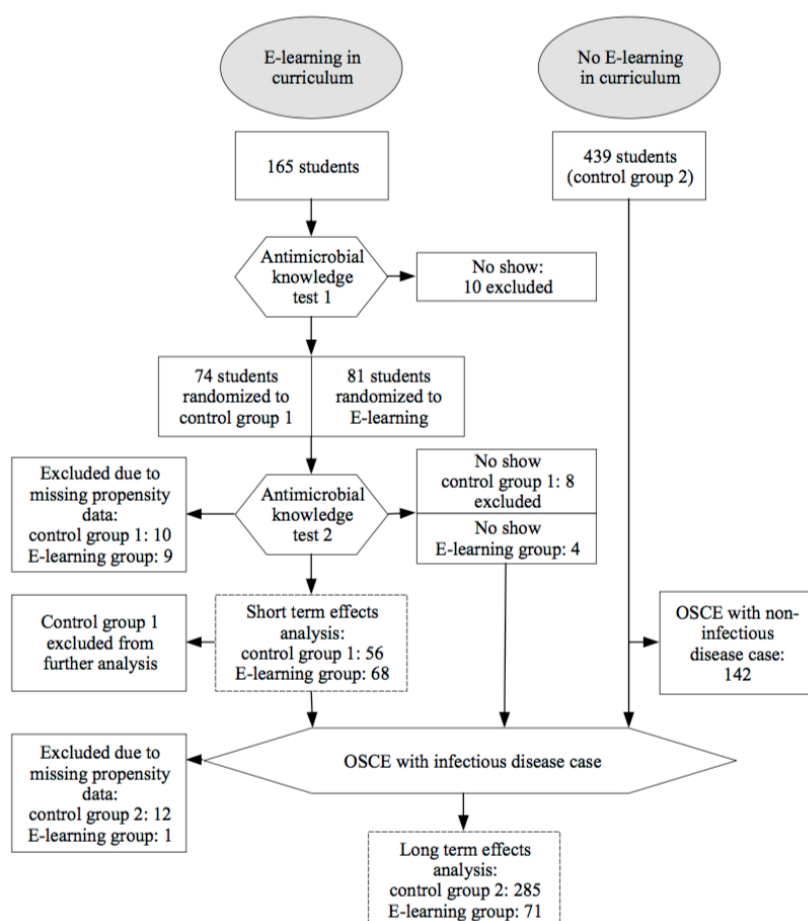 E-learning in
curriculum
No E-learning
in curriculum
165 students
439 students
(control group 2)
Antimicrobial
knowledge
test 1
No show:
10 excluded
74 students
randomized to
control group 1
81 students
randomized to
E-learning
Excluded due to
missing propensity
data:
control group 1: 10
E-learning group: 9
Antimicrobial
knowledge
test 2
No show
control group 1: 8
excluded
No show
E-learning group: 4
Control group 1
excluded from
further analysis
Short term effects
analysis:
control group 1: 56
E-learning group: 68
OSCE with non-
infectious
disease case:
142
Excluded due to
missing propensity
data:
control group 2: 12
E-learning group: 1
OSCE with infectious disease case
Long term effects
analysis:
control group 2: 285
E-learning group: 71